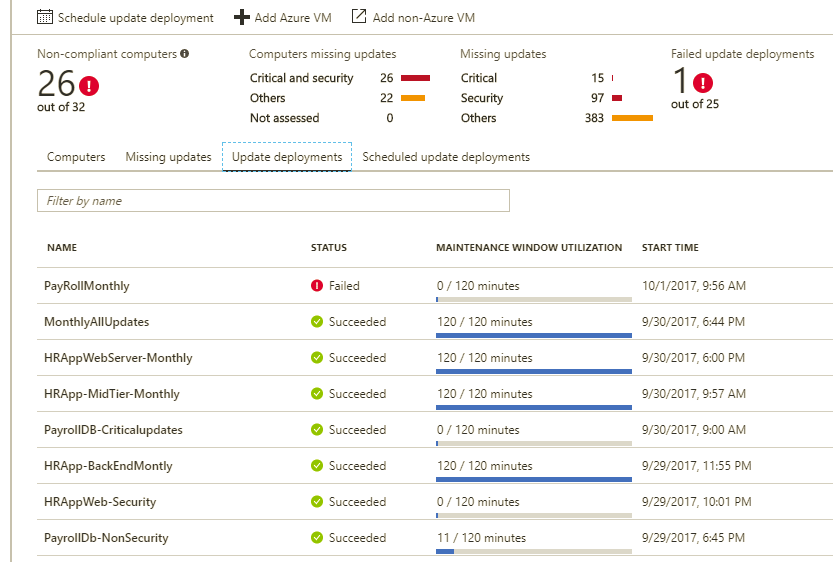 Schedule update deployment Add Azure VM Add non-Azure VM
Non-compliant computers Computers missing updates Missing updates Failed update deployments
26 Critical and security 26 Critical 15 1
out of 32 Others 22 Security 97 out of 25
Not assessed 0 Others 383
Computers Missing updates Update deployments Scheduled update deployments
Filter by name
NAME STATUS MAINTENANCE WINDOW UTILIZATION START TIME
PayRollMonthly Failed 0 / 120 minutes 10/1/2017, 9:56 AM
MonthlyAllUpdates Succeeded 120 / 120 minutes 9/30/2017, 6:44 PM
HRAppWebServer-Monthly Succeeded 120 / 120 minutes 9/30/2017, 6:00 PM
HRApp-MidTier-Monthly Succeeded 120 / 120 minutes 9/30/2017, 9:57 AM
PayrollDB-Criticalupdates Succeeded 0 / 120 minutes 9/30/2017, 9:00 AM
HRApp-BackEndMontly Succeeded 120 / 120 minutes 9/29/2017, 11:55 PM
HRAppWeb-Security Succeeded 0 / 120 minutes 9/29/2017, 10:01 PM
PayrollDb-NonSecurity Succeeded 11 / 120 minutes 9/29/2017, 6:45 PM